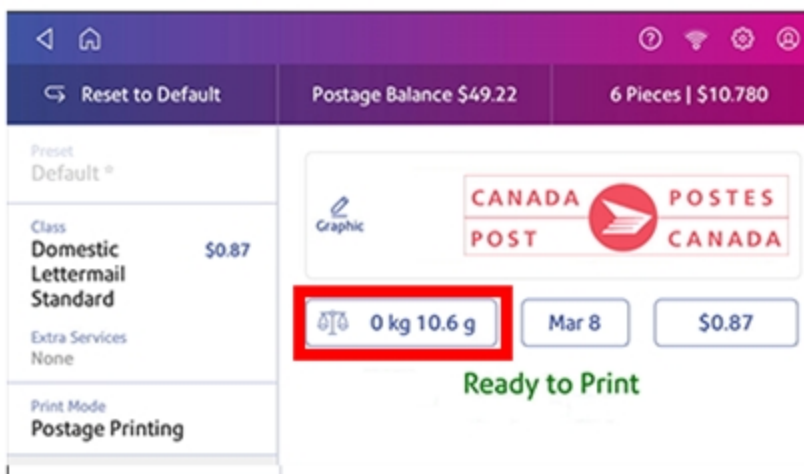 Reset to Default
Postage Balance $49.22
6 Pieces | $10.780
Preset
Default *
Class
Domestic
Lettermail
Standard
$0.87
Extra Services
None
Print Mode
Postage Printing
Graphic
CANADA POSTES
POST CANADA
0 kg 10.6 g
Mar 8
$0.87
Ready to Print